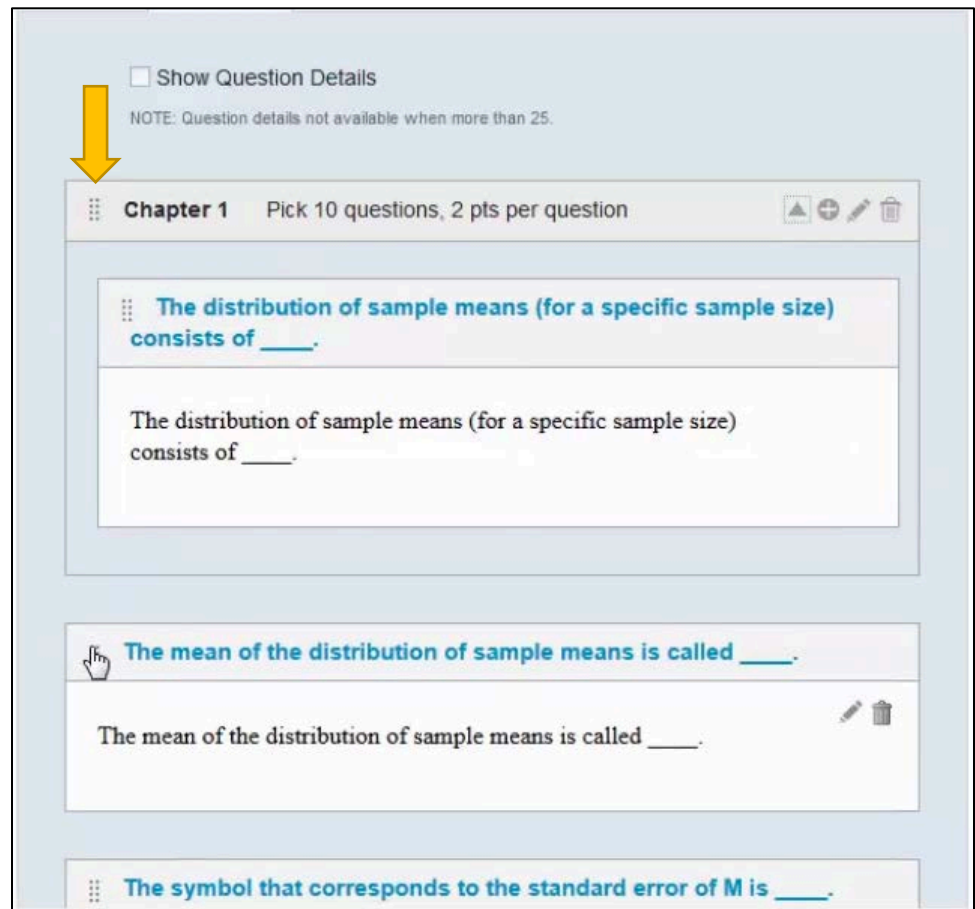 Show Question Details
NOTE: Question details not available when more than 25.
Chapter 1 Pick 10 questions, 2 pts per question
The distribution of sample means (for a specific sample size)
consists of ____.
The distribution of sample means (for a specific sample size)
consists of ____.
The mean of the distribution of sample means is called ____.
The mean of the distribution of sample means is called ____.
The symbol that corresponds to the standard error of M is ____.